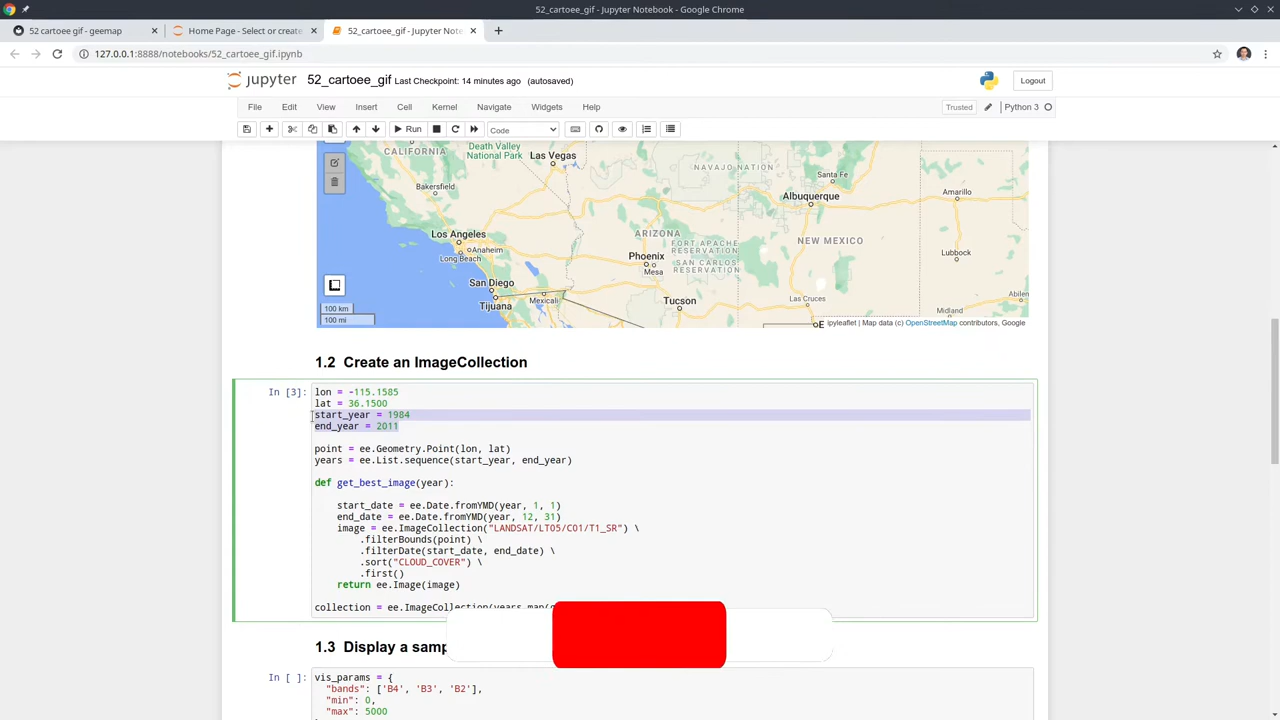 52_cartoee_gif - Jupyter Notebook - Google Chrome
52 cartoee gif - geemap
Home Page - Select or create
52_cartoee_gif - Jupyter Note
127.0.0.1:8888/notebooks/52_cartoee_gif.ipynb
jupyter 52_cartoee_gif Last Checkpoint: 14 minutes ago (autosaved)
Logout
File Edit View Insert Cell Kernel Navigate Widgets Help
Trusted Python 3
Run Code
CALIFORNIA
Death Valley
National Park
Las Vegas
NAVAJO NATION
Santa Fe
Bakersfield
Albuquerque
Amarillo
Los Angeles
Anaheim
Long Beach
ARIZONA
Phoenix
Mesa
FORT APACHE
RESERVATION
SAN CARLOS
RESERVATION
NEW MEXICO
Lubbock
San Diego
Tijuana
Mexicali
Tucson
Las Cruces
Midland
Abilen
100 km
100 mi
E
ipyleaflet | Map data (c) OpenStreetMap contributors, Google
1.2 Create an ImageCollection
In [3]:
lon = -115.1585
lat = 36.1500
start_year = 1984
end_year = 2011
point = ee.Geometry.Point(lon, lat)
years = ee.List.sequence(start_year, end_year)
def get_best_image(year):
start_date = ee.Date.fromYMD(year, 1, 1)
end_date = ee.Date.fromYMD(year, 12, 31)
image = ee.ImageCollection("LANDSAT/LT05/C01/T1_SR") \
.filterBounds(point) \
.filterDate(start_date, end_date) \
.sort("CLOUD_COVER") \
.first()
return ee.Image(image)
collection = ee.ImageCollection(years.map(
1.3 Display a samp
In [ ]:
vis_params = {
"bands": ['B4', 'B3', 'B2'],
"min": 0,
"max": 5000